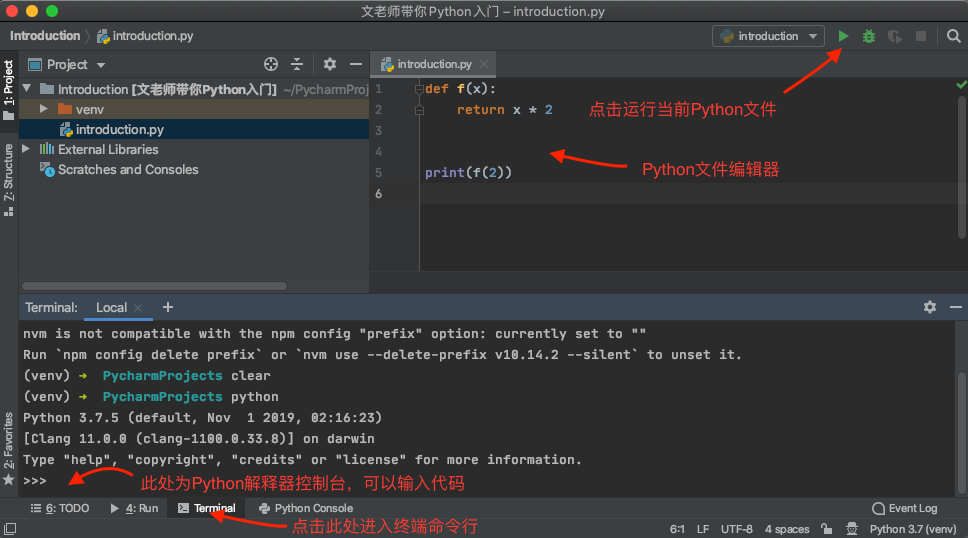 文老师带你Python入门 – introduction.py
Introduction introduction.py
introduction
1: Project
Project
introduction.py
Introduction [文老师带你Python入门] ~/PycharmProj
venv
introduction.py
External Libraries
Scratches and Consoles
Z: Structure
1 def f(x):
2 return x * 2
3
4
5 print(f(2))
6
点击运行当前Python文件
Python文件编辑器
Terminal: Local +
nvm is not compatible with the npm config "prefix" option: currently set to ""
Run `npm config delete prefix` or `nvm use --delete-prefix v10.14.2 --silent` to unset it.
(venv) ➜ PycharmProjects clear
(venv) ➜ PycharmProjects python
Python 3.7.5 (default, Nov  1 2019, 02:16:23)
[Clang 11.0.0 (clang-1100.0.33.8)] on darwin
Type "help", "copyright", "credits" or "license" for more information.
>>>
此处为Python解释器控制台，可以输入代码
2: Favorites
6: TODO 4: Run Terminal Python Console Event Log
点击此处进入终端命令行
6:1 LF UTF-8 4 spaces Python 3.7 (venv)